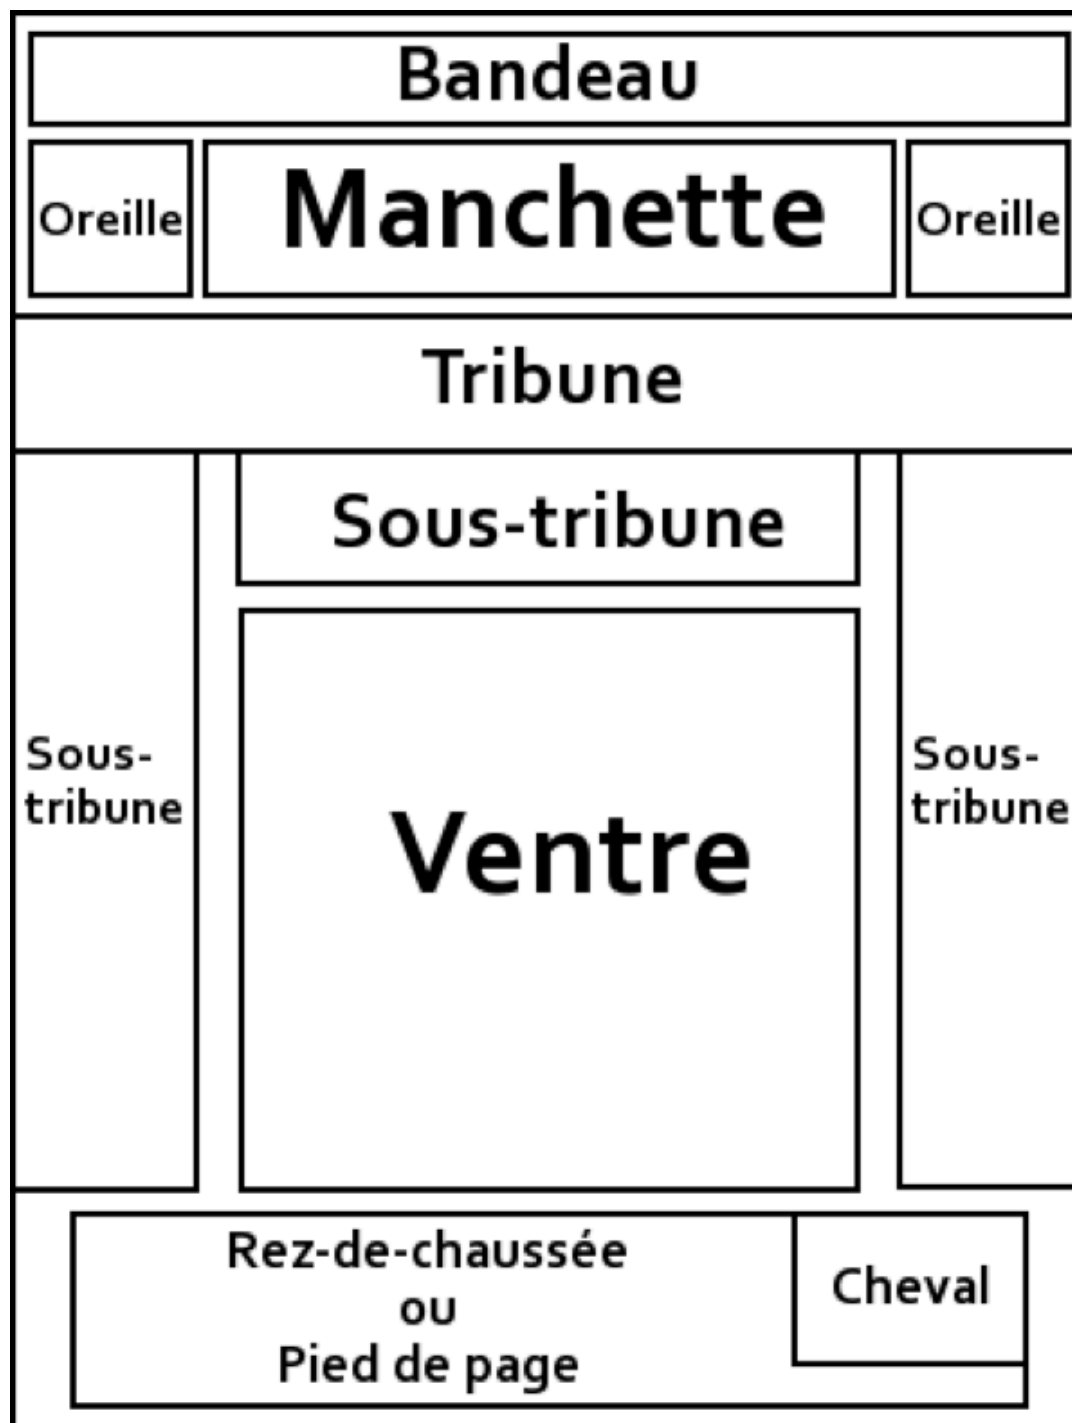 Bandeau
Oreille
Manchette
Oreille
Tribune
Sous-tribune
Sous-
tribune
Ventre
Sous-
tribune
Rez-de-chaussée
ou
Pied de page
Cheval